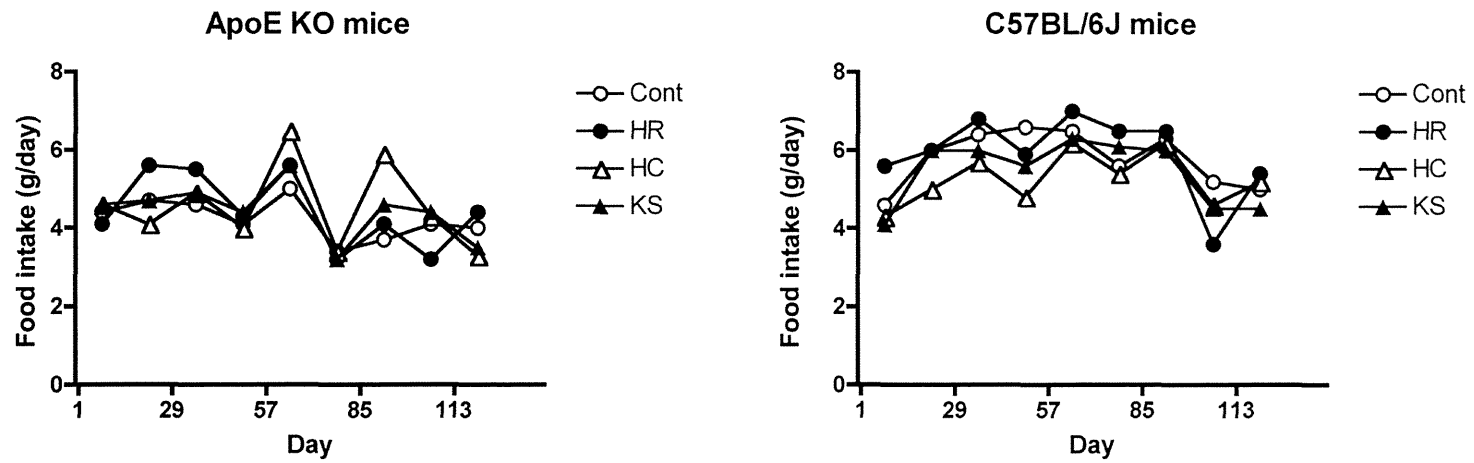 ApoE KO mice
8
6
4
2
0
Food intake (g/day)
1 29 57 85 113
Day
Cont
HR
HC
KS
C57BL/6J mice
8
6
4
2
0
Food intake (g/day)
1 29 57 85 113
Day
Cont
HR
HC
KS